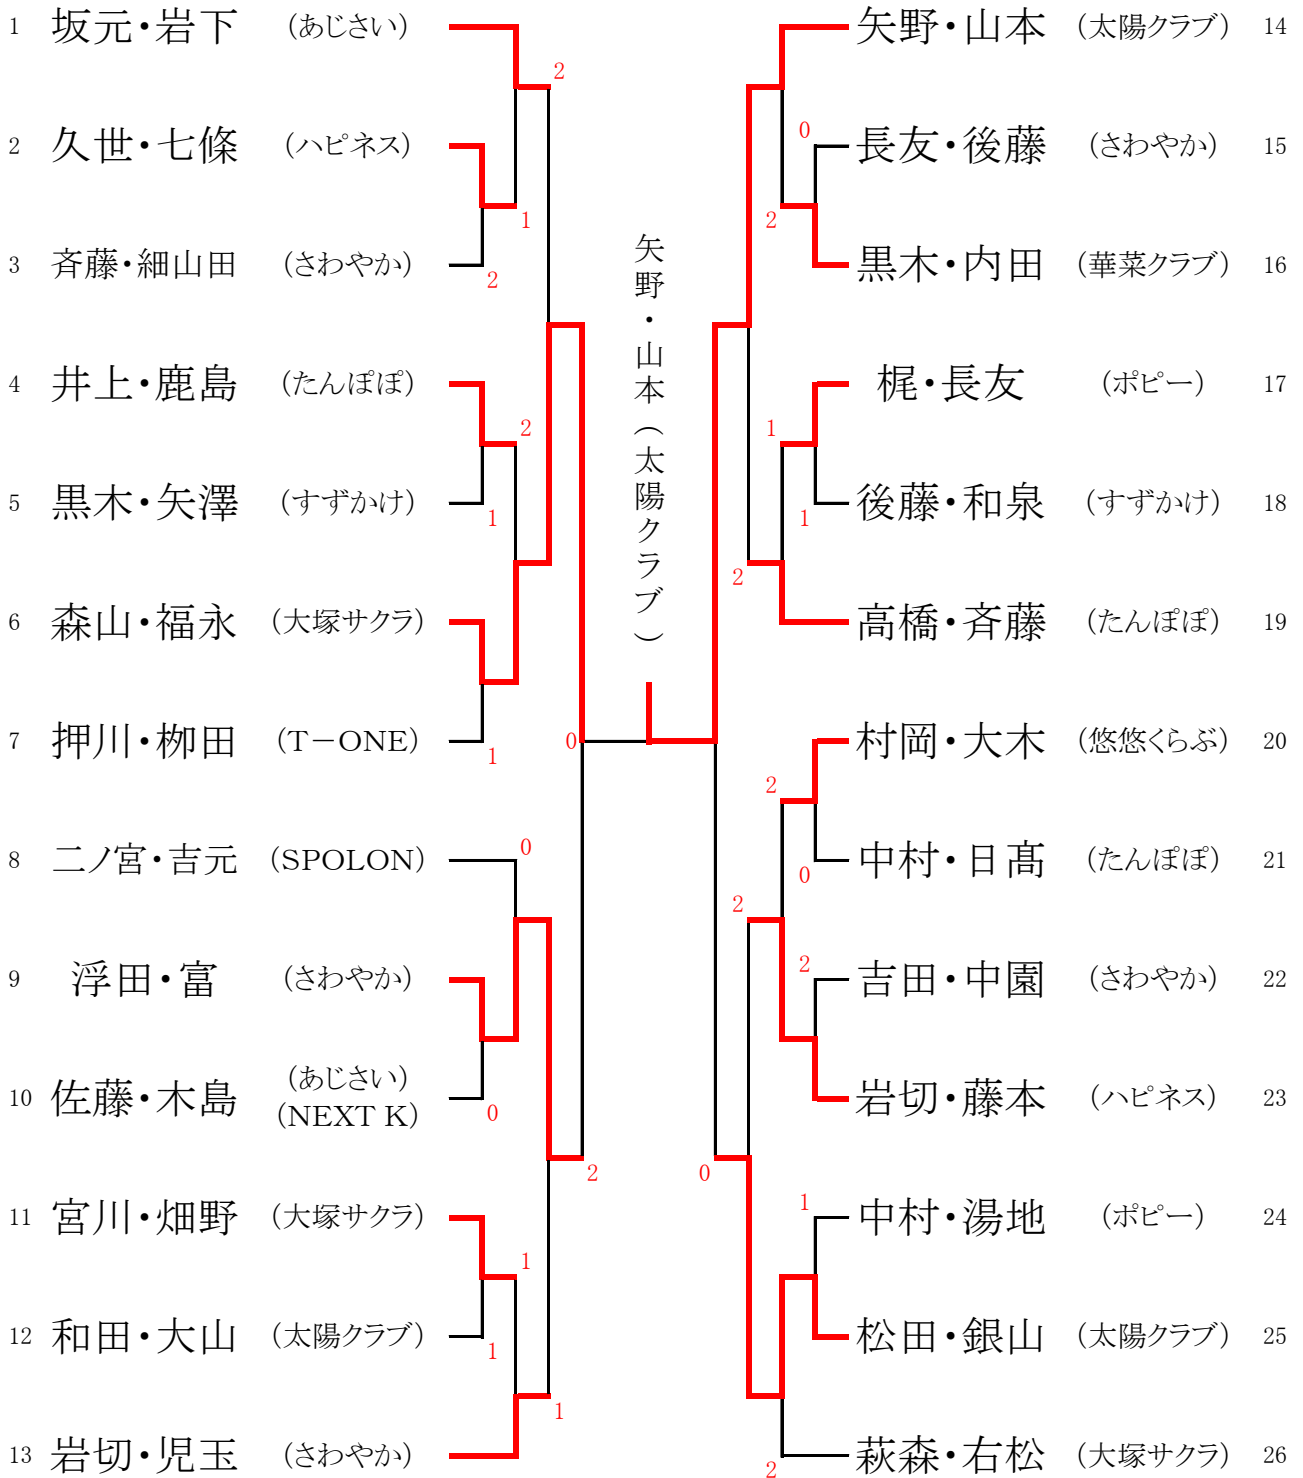 1 坂元・岩下 (あじさい)
2
2 久世・七條 (ハピネス)
1
3 斉藤・細山田 (さわやか)
2
4 井上・鹿島 (たんぽぽ)
2
5 黒木・矢澤 (すずかけ)
1
6 森山・福永 (大塚サクラ)
7 押川・栁田 (T－ONE)
1
0
8 二ノ宮・吉元 (SPOLON)
0
9 浮田・富 (さわやか)
10 佐藤・木島 (あじさい)
(NEXT K)
0
2
11 宮川・畑野 (大塚サクラ)
1
12 和田・大山 (太陽クラブ)
1
1
13 岩切・児玉 (さわやか)
矢野・山本(太陽クラブ)
矢野・山本 (太陽クラブ) 14
0
長友・後藤 (さわやか) 15
2
黒木・内田 (華菜クラブ) 16
梶・長友 (ポピー) 17
1
後藤・和泉 (すずかけ) 18
1
2
高橋・斉藤 (たんぽぽ) 19
村岡・大木 (悠悠くらぶ) 20
2
中村・日髙 (たんぽぽ) 21
0
2
2
吉田・中園 (さわやか) 22
岩切・藤本 (ハピネス) 23
0
1
中村・湯地 (ポピー) 24
松田・銀山 (太陽クラブ) 25
2
萩森・右松 (大塚サクラ) 26